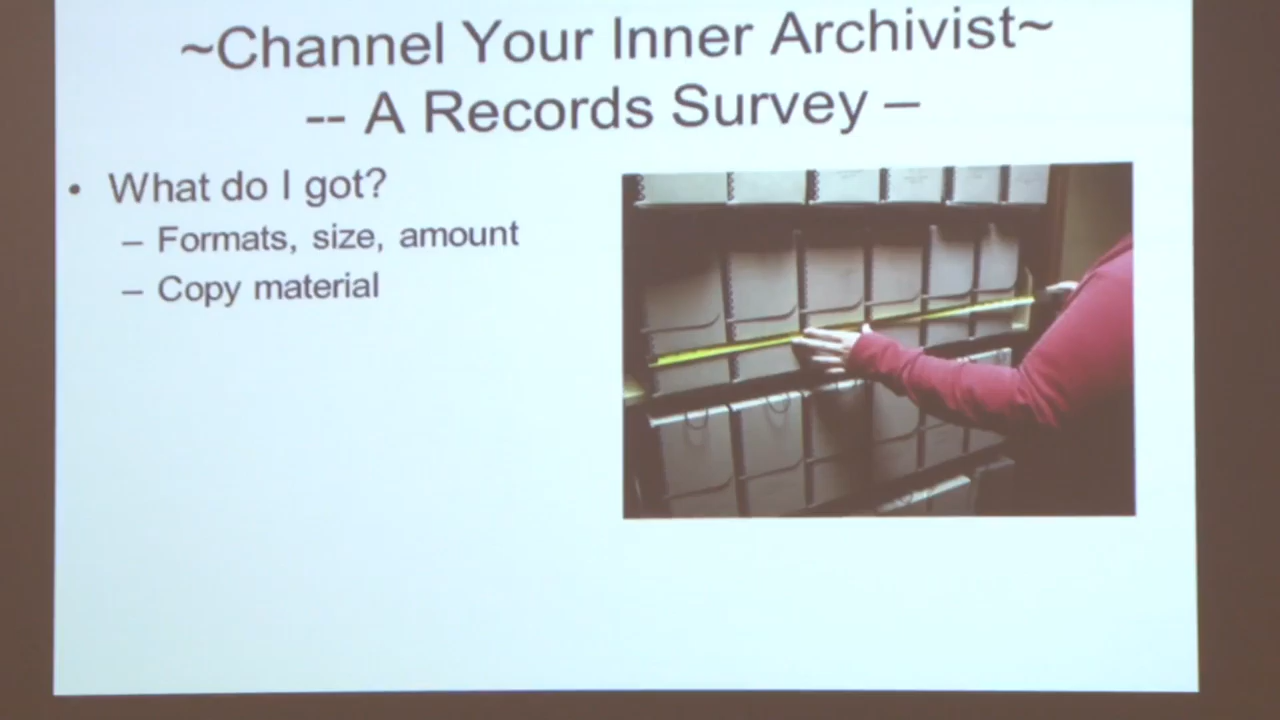 ~Channel Your Inner Archivist~
-- A Records Survey –
• What do I got?
– Formats, size, amount
– Copy material